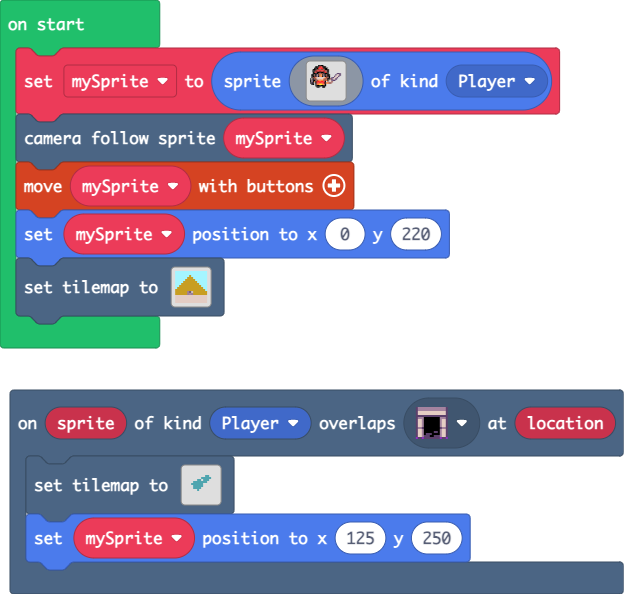 on start
set mySprite to sprite of kind Player
camera follow sprite mySprite
move mySprite with buttons
set mySprite position to x 0 y 220
set tilemap to
on sprite of kind Player overlaps at location
set tilemap to
set mySprite position to x 125 y 250